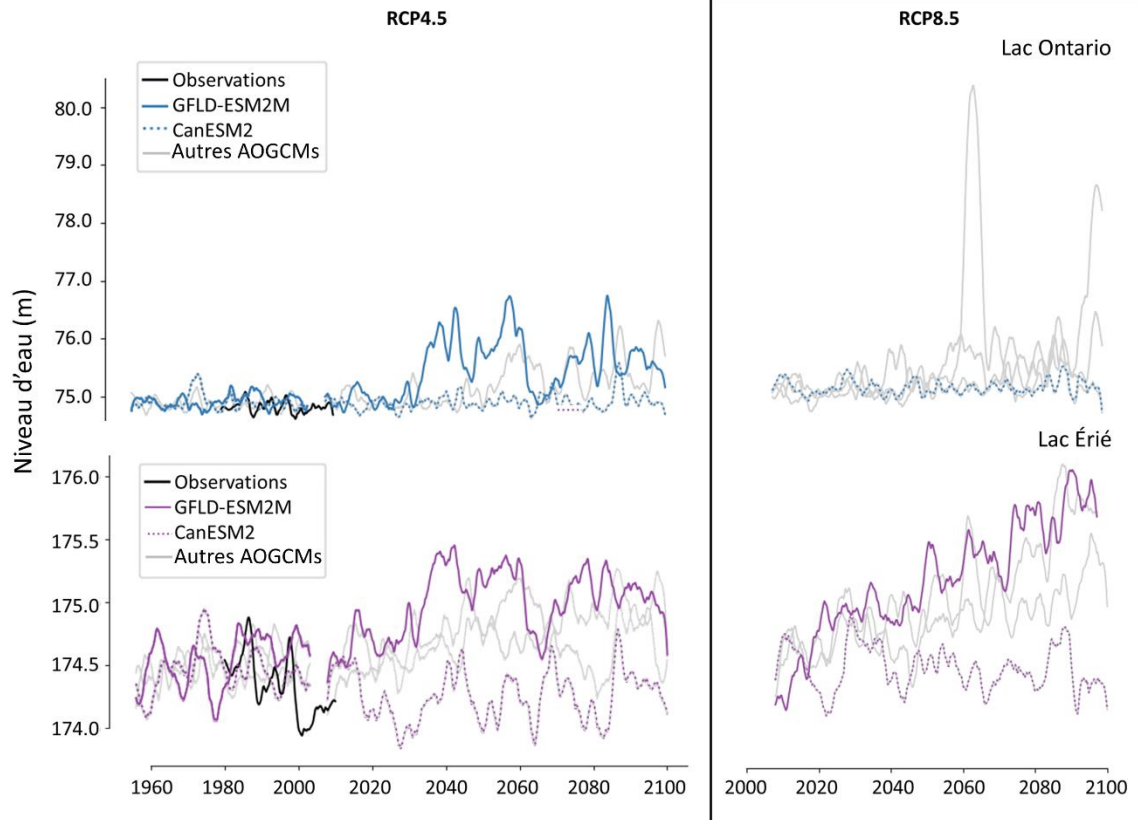 RCP4.5
RCP8.5
Lac Ontario
Observations
GFLD-ESM2M
CanESM2
Autres AOGCMs
80.0
79.0
78.0
77.0
76.0
75.0
Niveau d'eau (m)
Lac Érié
Observations
GFLD-ESM2M
CanESM2
Autres AOGCMs
176.0
175.5
175.0
174.5
174.0
1960 1980 2000 2020 2040 2060 2080 2100
2000 2020 2040 2060 2080 2100